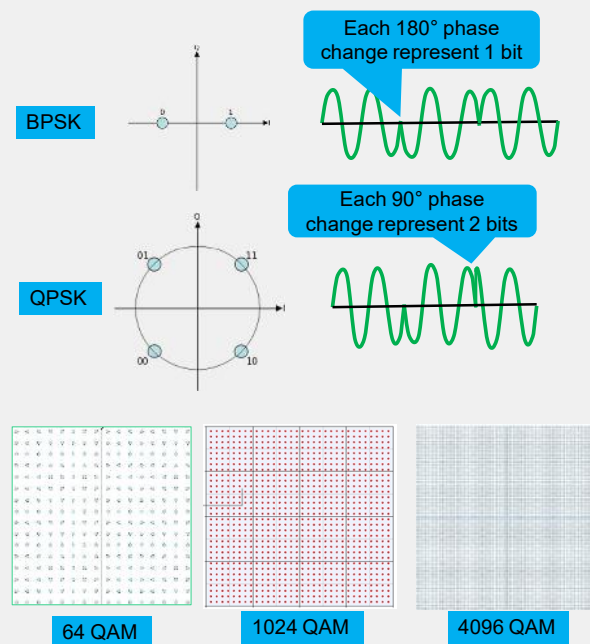 Each 180° phase
change represent 1 bit
Q
0
1
I
BPSK
Each 90° phase
change represent 2 bits
Q
01
11
I
QPSK
00
10
64 QAM
1024 QAM
4096 QAM